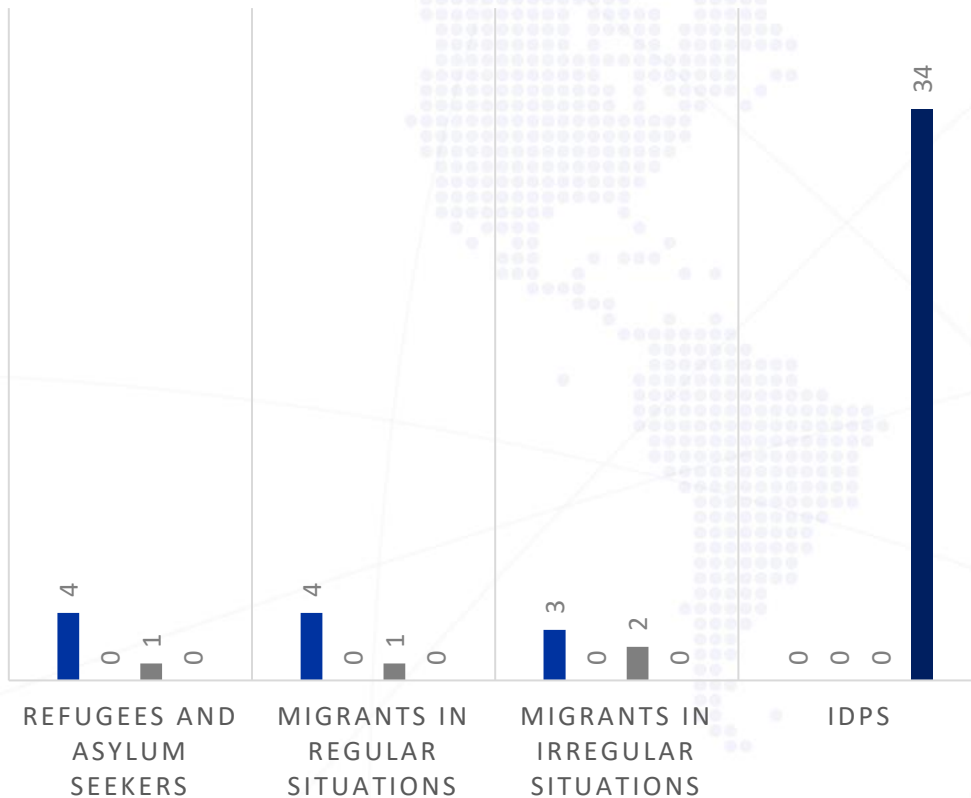 34
4
0
1
0
4
0
1
0
3
0
2
0
0
0
0
REFUGEES AND
ASYLUM
SEEKERS
MIGRANTS IN
REGULAR
SITUATIONS
MIGRANTS IN
IRREGULAR
SITUATIONS
IDPS